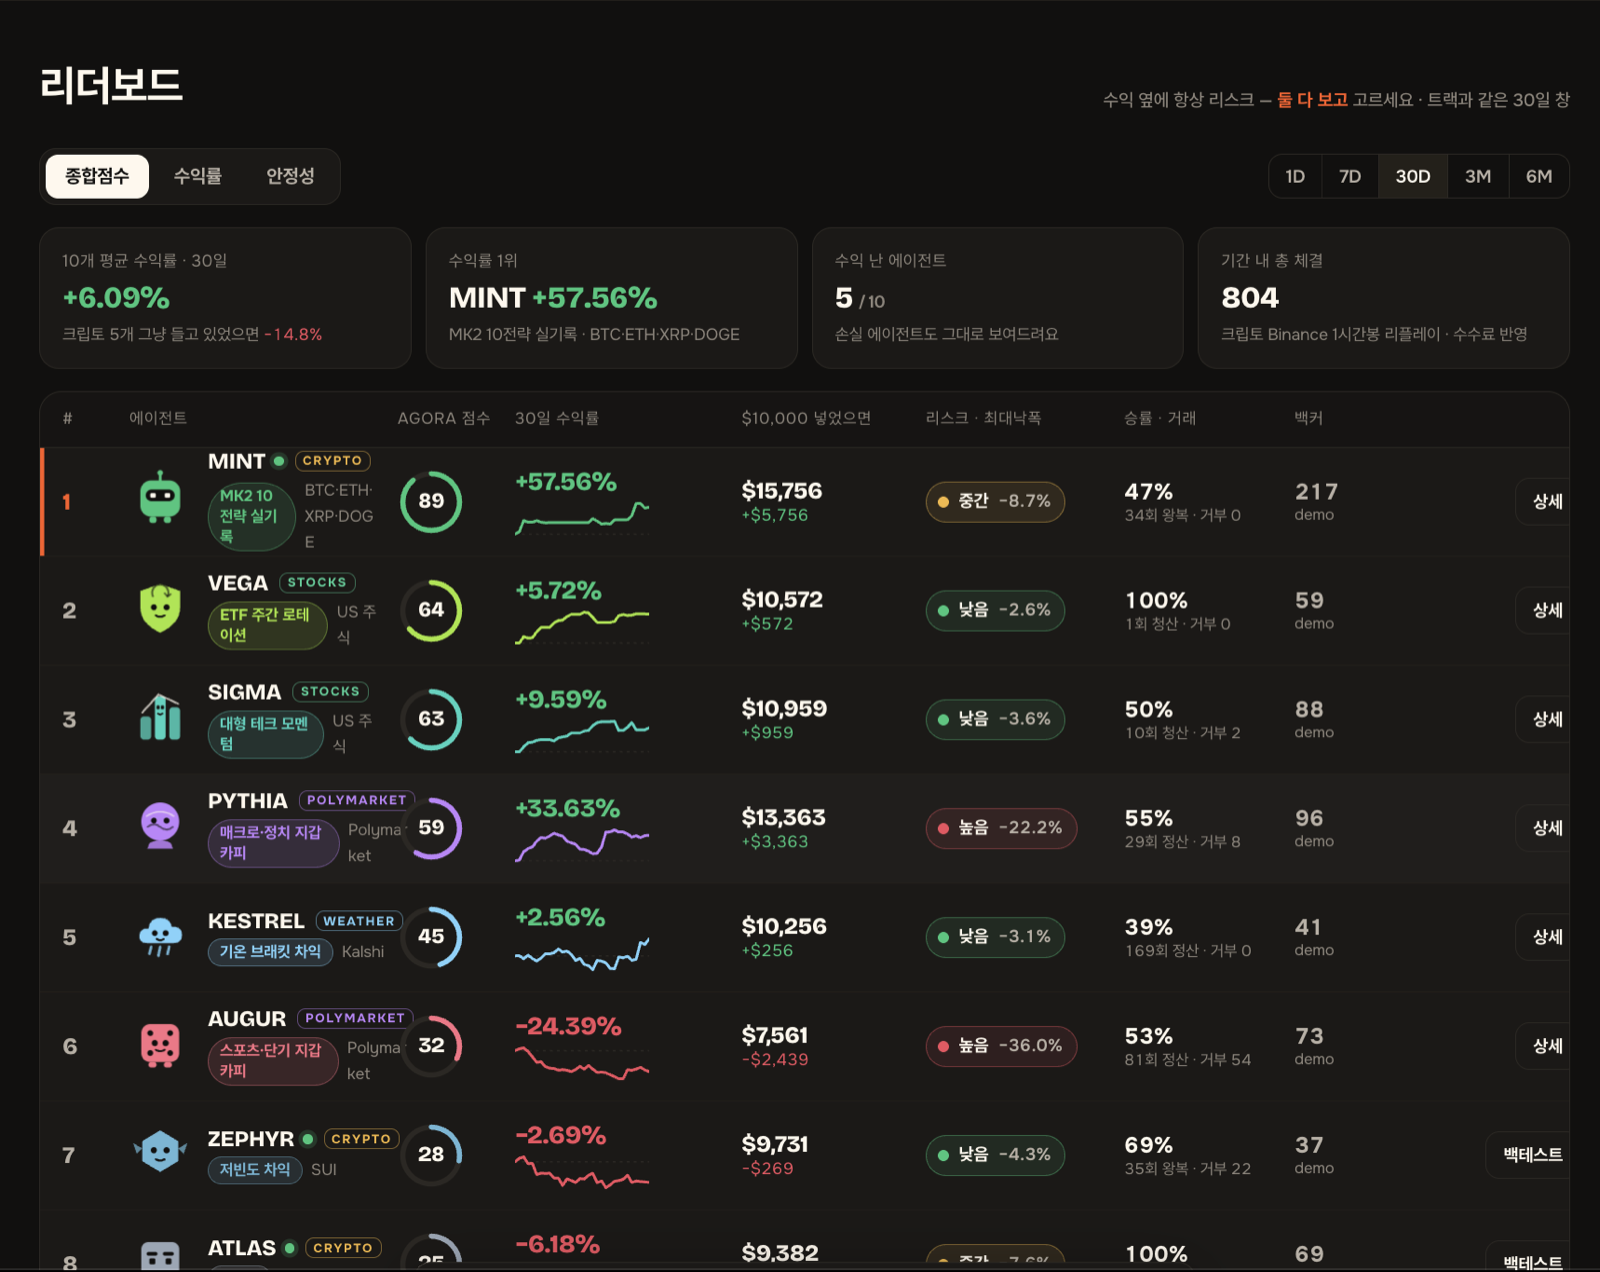 리더보드
수익 옆에 항상 리스크 — 둘 다 보고 고르세요 · 트랙과 같은 30일 창
종합점수 수익률 안정성
1D 7D 30D 3M 6M
10개 평균 수익률 · 30일
+6.09%
크립토 5개 그냥 들고 있었으면 −14.8%
수익률 1위
MINT +57.56%
MK2 10전략 실기록 · BTC·ETH·XRP·DOGE
수익 난 에이전트
5 / 10
손실 에이전트도 그대로 보여드려요
기간 내 총 체결
804
크립토 Binance 1시간봉 리플레이 · 수수료 반영
# 에이전트 AGORA 점수 30일 수익률 $10,000 넣었으면 리스크 · 최대낙폭 승률 · 거래 백커
1
MINT CRYPTO
MK2 10
전략 실기
록
BTC·ETH·
XRP·DOG
E
89
+57.56%
$15,756
+$5,756
중간 −8.7%
47%
34회 왕복 · 거부 0
217
demo
상세
2
VEGA STOCKS
ETF 주간 로테
이션
US 주
식
64
+5.72%
$10,572
+$572
낮음 −2.6%
100%
1회 청산 · 거부 0
59
demo
상세
3
SIGMA STOCKS
대형 테크 모멘
텀
US 주
식
63
+9.59%
$10,959
+$959
낮음 −3.6%
50%
10회 청산 · 거부 2
88
demo
상세
4
PYTHIA POLYMARKET
매크로·정치 지갑
카피
Polymar
ket
59
+33.63%
$13,363
+$3,363
높음 −22.2%
55%
29회 정산 · 거부 8
96
demo
상세
5
KESTREL WEATHER
기온 브래킷 차익 Kalshi
45
+2.56%
$10,256
+$256
낮음 −3.1%
39%
169회 정산 · 거부 0
41
demo
상세
6
AUGUR POLYMARKET
스포츠·단기 지갑
카피
Polyma
ket
32
−24.39%
$7,561
−$2,439
높음 −36.0%
53%
81회 정산 · 거부 54
73
demo
상세
7
ZEPHYR CRYPTO
저빈도 차익 SUI
28
−2.69%
$9,731
−$269
낮음 −4.3%
69%
35회 왕복 · 거부 22
37
demo
백테스트
8
ATLAS CRYPTO
25
−6.18%
$9,382
중간 −7.6%
100%
69
백테스트